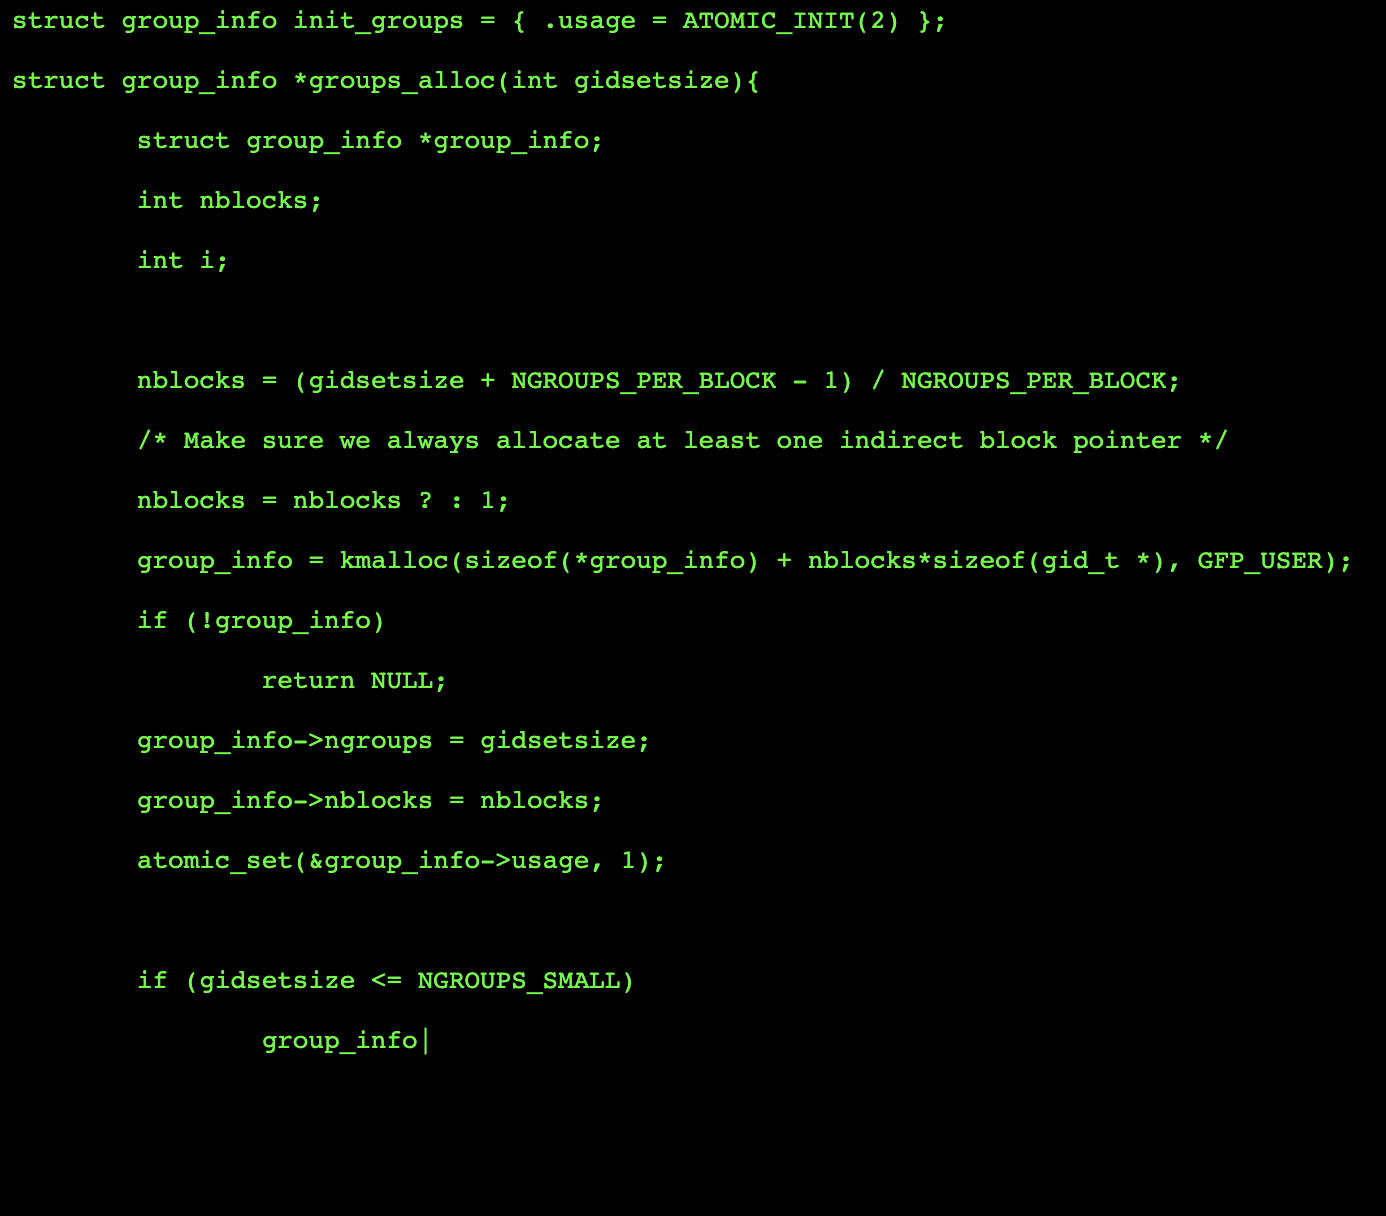 struct group_info init_groups = { .usage = ATOMIC_INIT(2) };
struct group_info *groups_alloc(int gidsetsize){
struct group_info *group_info;
int nblocks;
int i;
nblocks = (gidsetsize + NGROUPS_PER_BLOCK - 1) / NGROUPS_PER_BLOCK;
/* Make sure we always allocate at least one indirect block pointer */
nblocks = nblocks ? : 1;
group_info = kmalloc(sizeof(*group_info) + nblocks*sizeof(gid_t *), GFP_USER);
if (!group_info)
return NULL;
group_info->ngroups = gidsetsize;
group_info->nblocks = nblocks;
atomic_set(&group_info->usage, 1);
if (gidsetsize <= NGROUPS_SMALL)
group_info|